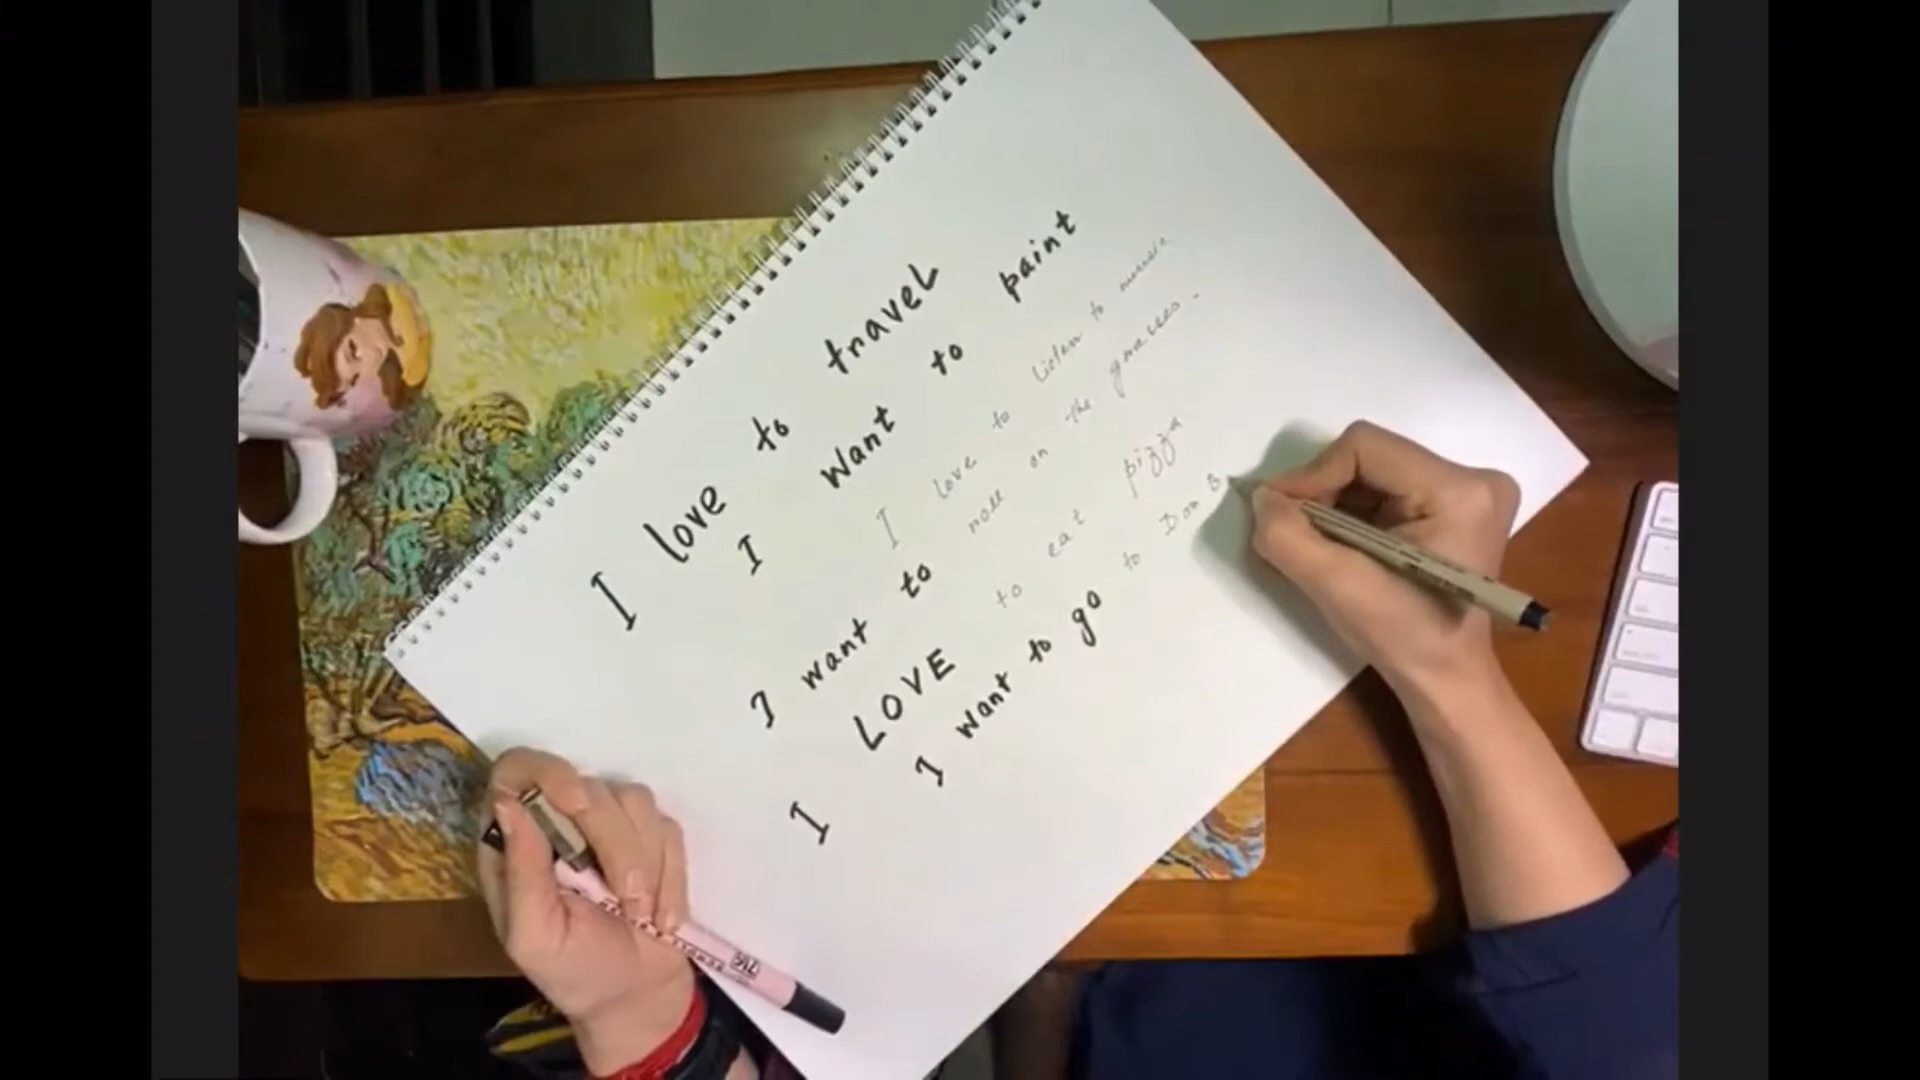 I love to travel
I want to paint
I love to listen to music
I want to roll on the grasses.
I LOVE to eat pizza
I want to go to Dan